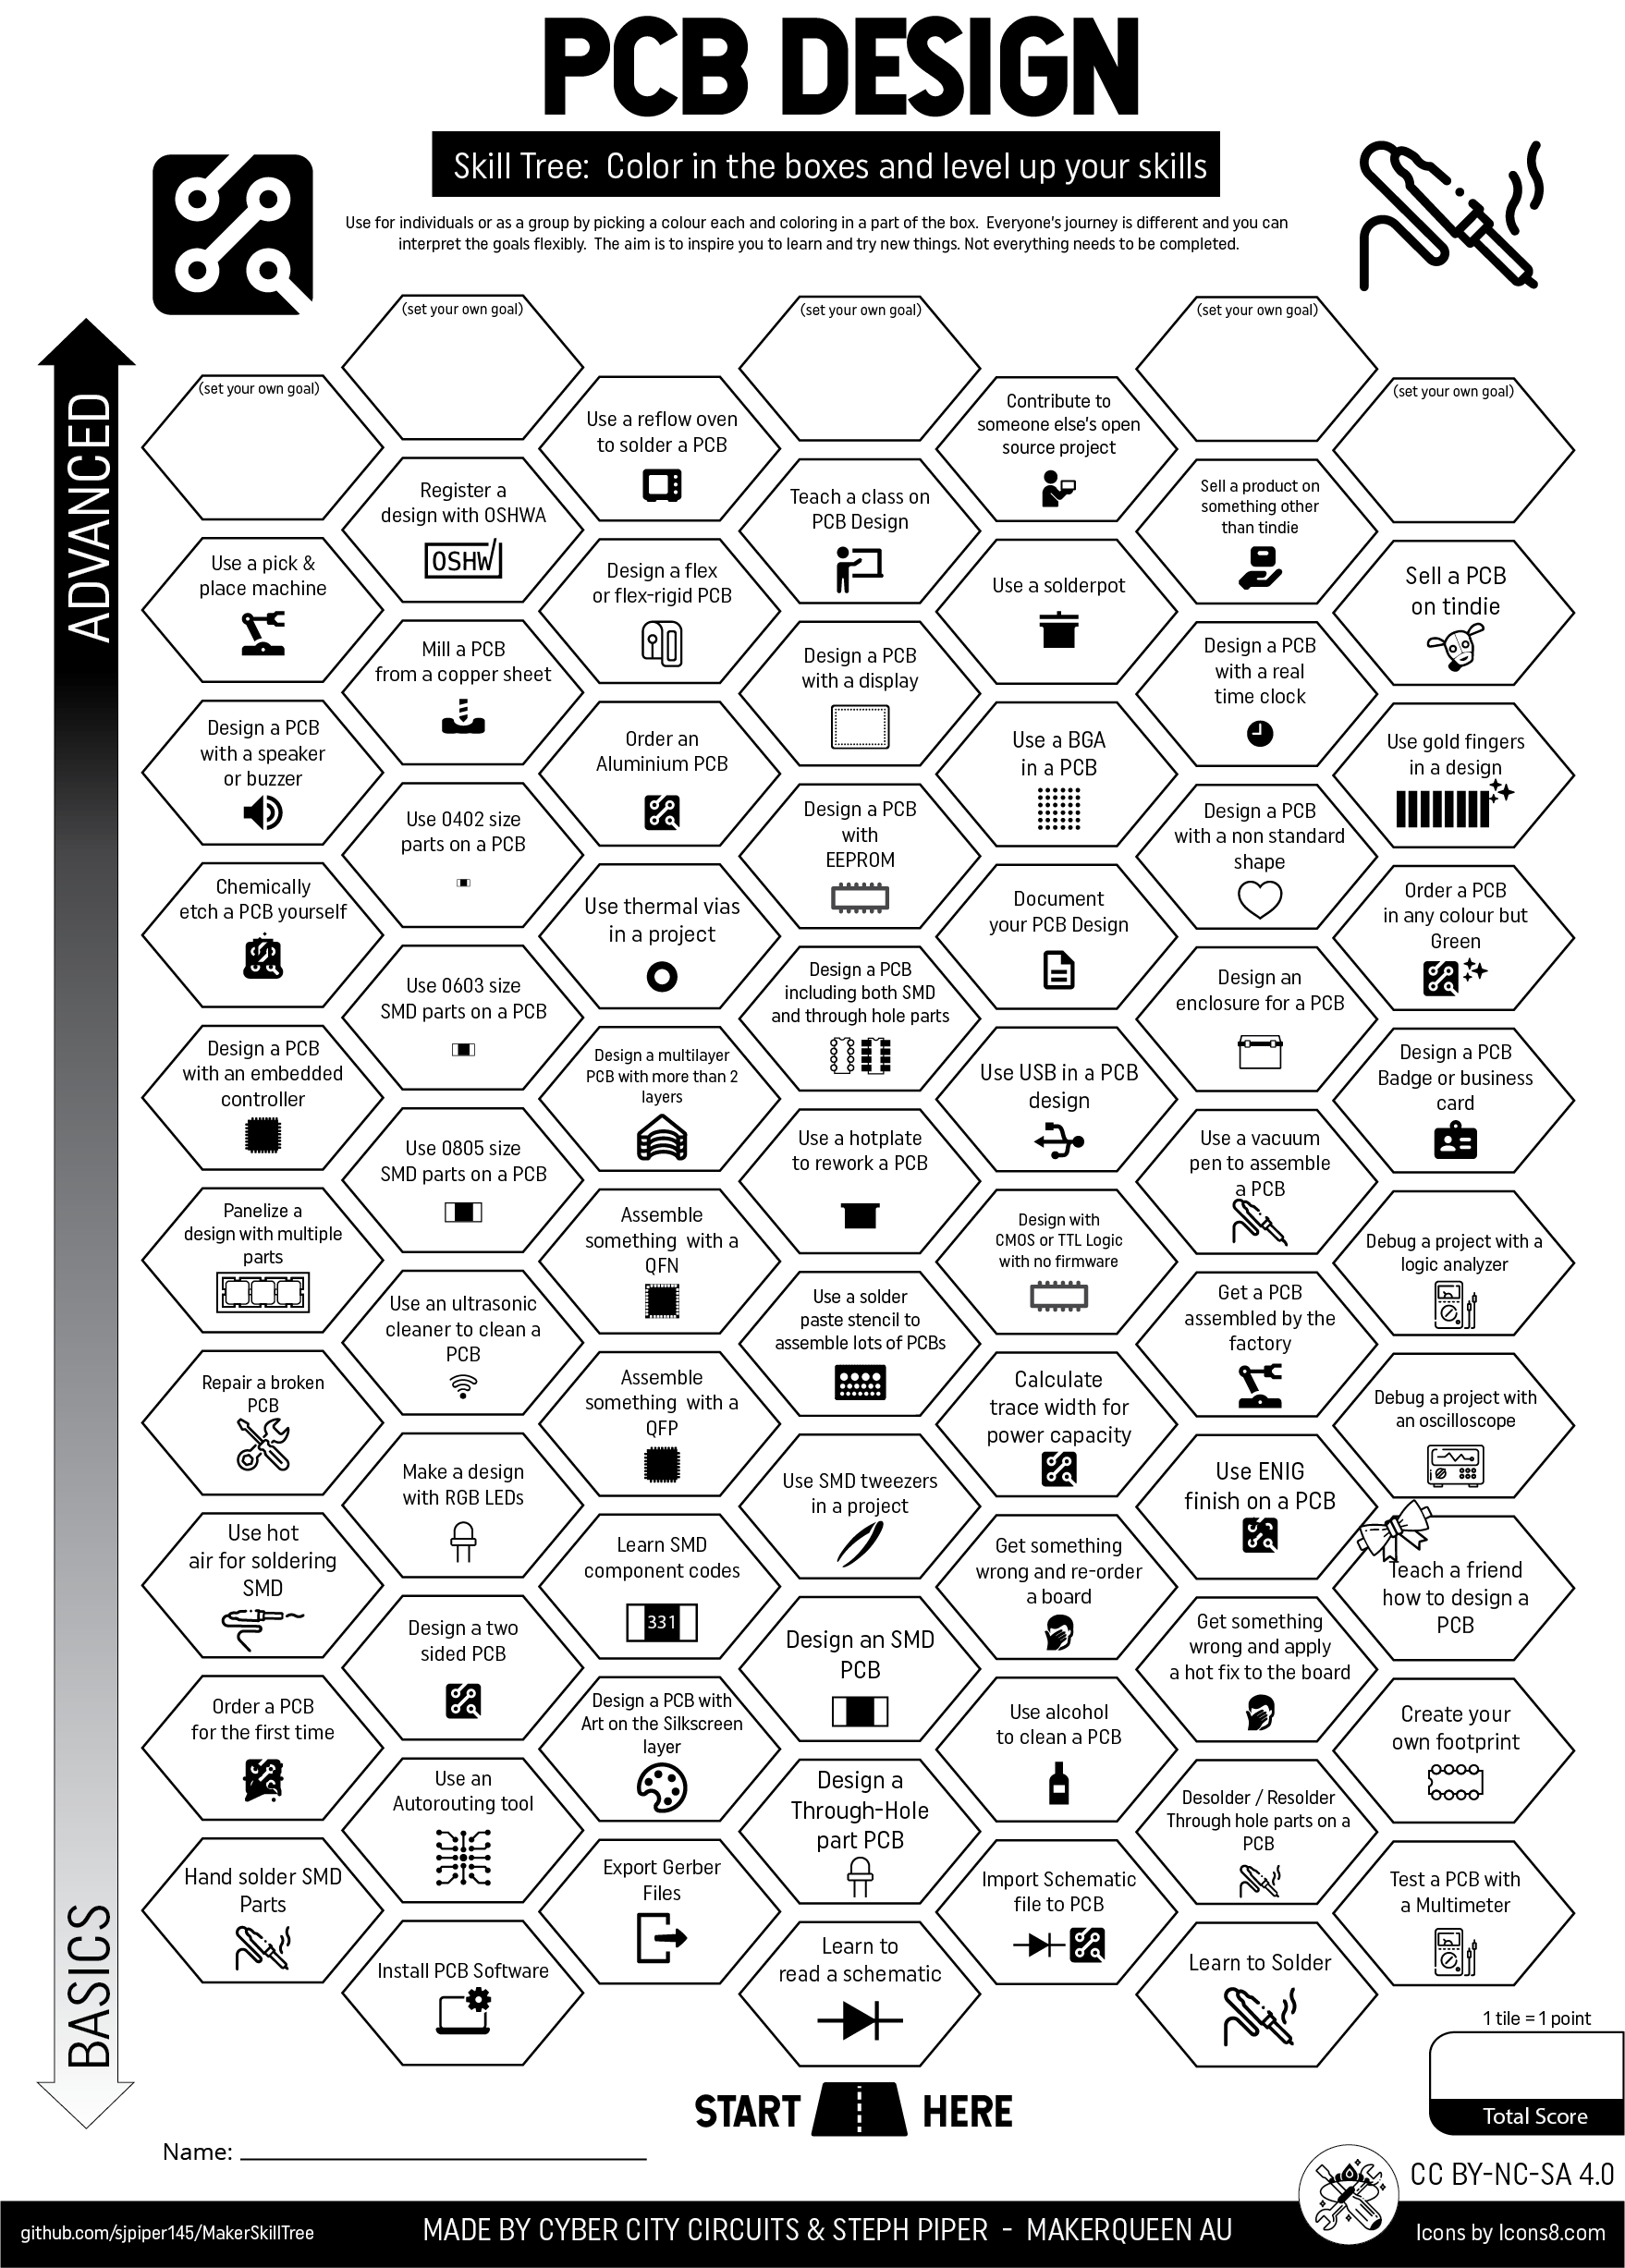 PCB DESIGN
Skill Tree:  Color in the boxes and level up your skills
Use for individuals or as a group by picking a colour each and coloring in a part of the box.  Everyone's journey is different and you can
interpret the goals flexibly.  The aim is to inspire you to learn and try new things. Not everything needs to be completed.
ADVANCED
(set your own goal)
(set your own goal)
(set your own goal)
(set your own goal)
(set your own goal)
Use a reflow oven
to solder a PCB
Contribute to
someone else's open
source project
Register a
design with OSHWA
OSHW
Teach a class on
PCB Design
Sell a product on
something other
than tindie
Use a pick &
place machine
Design a flex
or flex-rigid PCB
Use a solderpot
Sell a PCB
on tindie
Mill a PCB
from a copper sheet
Design a PCB
with a display
Design a PCB
with a real
time clock
Design a PCB
with a speaker
or buzzer
Order an
Aluminium PCB
Use a BGA
in a PCB
Use gold fingers
in a design
Use 0402 size
parts on a PCB
Design a PCB
with
EEPROM
Design a PCB
with a non standard
shape
Chemically
etch a PCB yourself
Use thermal vias
in a project
Document
your PCB Design
Order a PCB
in any colour but
Green
Use 0603 size
SMD parts on a PCB
Design a PCB
including both SMD
and through hole parts
Design an
enclosure for a PCB
Design a PCB
with an embedded
controller
Design a multilayer
PCB with more than 2
layers
Use USB in a PCB
design
Design a PCB
Badge or business
card
Use 0805 size
SMD parts on a PCB
Use a hotplate
to rework a PCB
Use a vacuum
pen to assemble
a PCB
Panelize a
design with multiple
parts
Assemble
something  with a
QFN
Design with
CMOS or TTL Logic
with no firmware
Debug a project with a
logic analyzer
Use an ultrasonic
cleaner to clean a
PCB
Use a solder
paste stencil to
assemble lots of PCBs
Get a PCB
assembled by the
factory
Repair a broken
PCB
Assemble
something  with a
QFP
Calculate
trace width for
power capacity
Debug a project with
an oscilloscope
Make a design
with RGB LEDs
Use SMD tweezers
in a project
Use ENIG
finish on a PCB
Use hot
air for soldering
SMD
Learn SMD
component codes
331
Get something
wrong and re-order
a board
Teach a friend
how to design a
PCB
Design a two
sided PCB
Design an SMD
PCB
Get something
wrong and apply
a hot fix to the board
Order a PCB
for the first time
Design a PCB with
Art on the Silkscreen
layer
Use alcohol
to clean a PCB
Create your
own footprint
Use an
Autorouting tool
Design a
Through-Hole
part PCB
Desolder / Resolder
Through hole parts on a
PCB
Hand solder SMD
Parts
Export Gerber
Files
Import Schematic
file to PCB
Test a PCB with
a Multimeter
Install PCB Software
Learn to
read a schematic
Learn to Solder
BASICS
1 tile = 1 point
Total Score
START HERE
Name:
CC BY-NC-SA 4.0
github.com/sjpiper145/MakerSkillTree
MADE BY CYBER CITY CIRCUITS & STEPH PIPER  -  MAKERQUEEN AU
Icons by Icons8.com